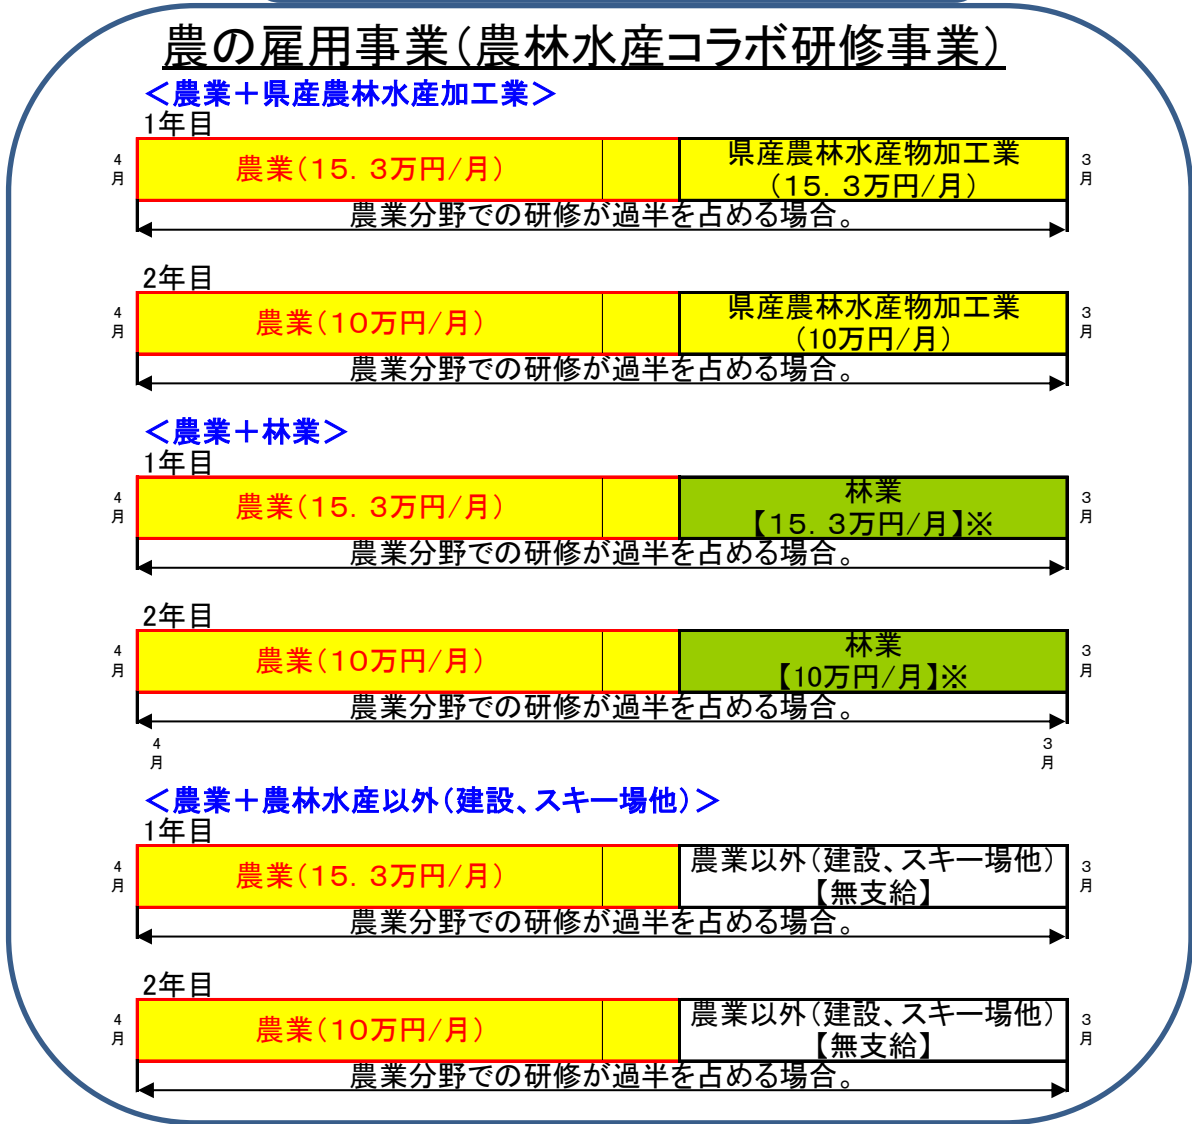 農の雇用事業(農林水産コラボ研修事業)
＜農業＋県産農林水産加工業＞
1年目
4月
農業(15．3万円/月)
県産農林水産物加工業
(15．3万円/月)
3月
農業分野での研修が過半を占める場合。
2年目
4月
農業(10万円/月)
県産農林水産物加工業
(10万円/月)
3月
農業分野での研修が過半を占める場合。
＜農業＋林業＞
1年目
4月
農業(15．3万円/月)
林業
【15．3万円/月】※
3月
農業分野での研修が過半を占める場合。
2年目
4月
農業(10万円/月)
林業
【10万円/月】※
3月
農業分野での研修が過半を占める場合。
4月
3月
＜農業＋農林水産以外(建設、スキー場他)＞
1年目
4月
農業(15．3万円/月)
農業以外(建設、スキー場他)
【無支給】
3月
農業分野での研修が過半を占める場合。
2年目
4月
農業(10万円/月)
農業以外(建設、スキー場他)
【無支給】
3月
農業分野での研修が過半を占める場合。